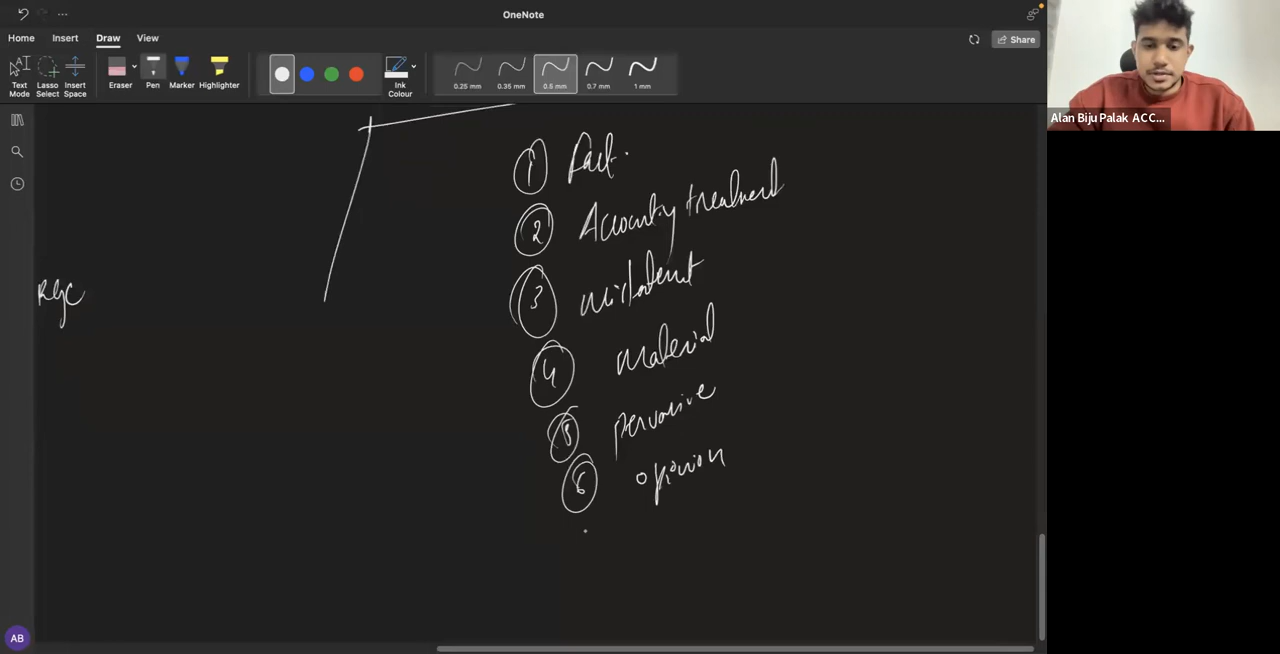 OneNote
Home Insert Draw View
Share
Text Mode
Lasso Select
Insert Space
Eraser
Pen
Marker
Highlighter
Ink Colour
0.25 mm
0.35 mm
0.5 mm
0.7 mm
1 mm
Alan Biju Palak ACC...
1 Fact.
2 Accounting treatment
3 misstatement
4 Material
5 pervasive
6 opinion
AB